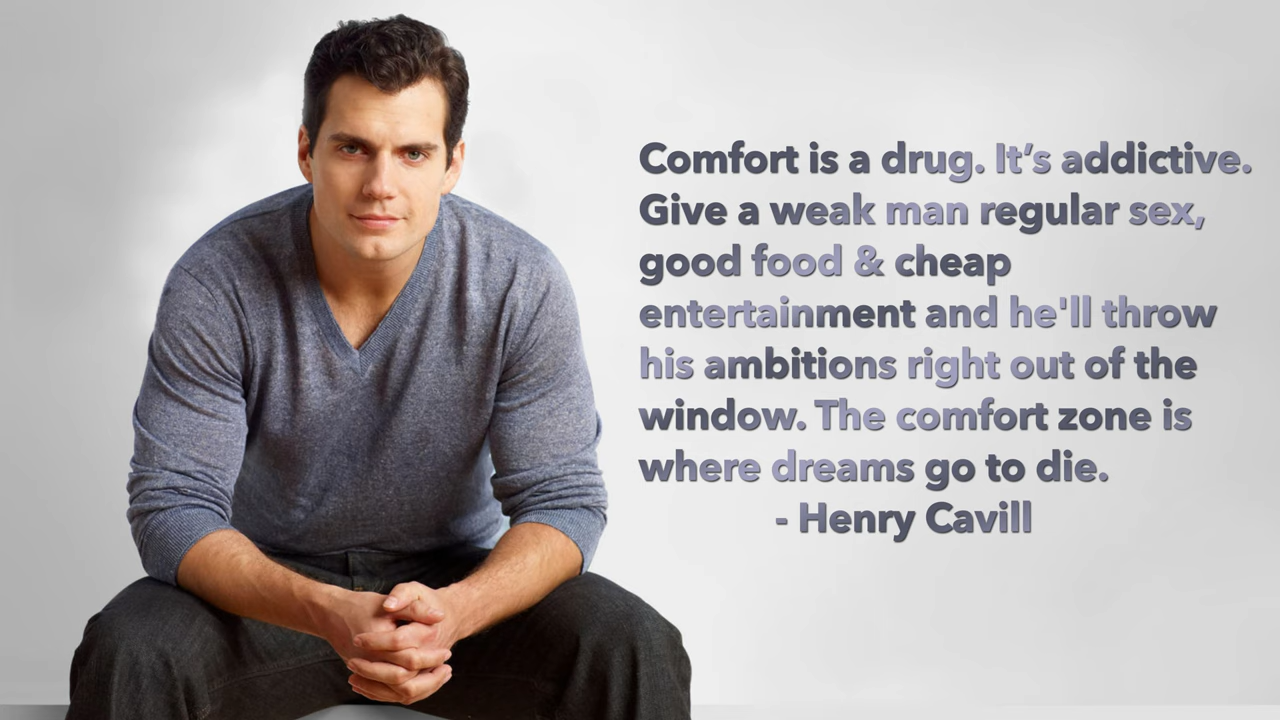 Comfort is a drug. It’s addictive.
Give a weak man regular sex,
good food & cheap
entertainment and he'll throw
his ambitions right out of the
window. The comfort zone is
where dreams go to die.
- Henry Cavill